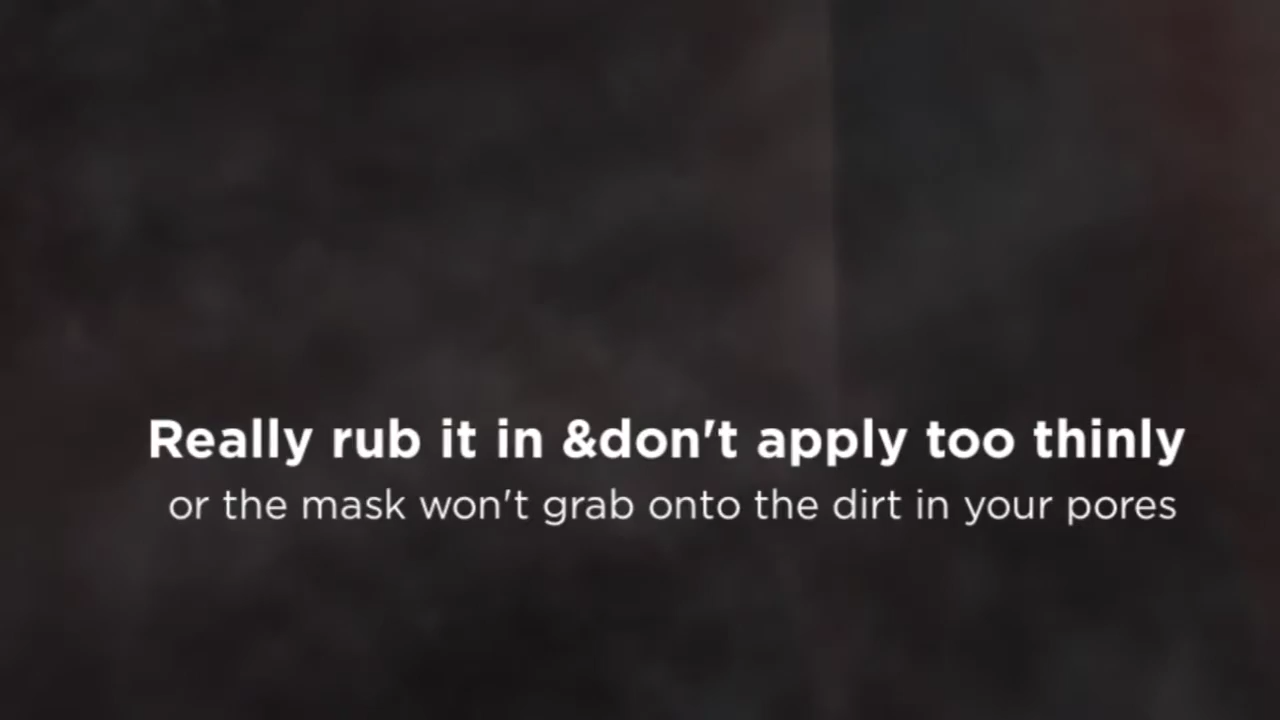 Really rub it in &don't apply too thinly
or the mask won't grab onto the dirt in your pores